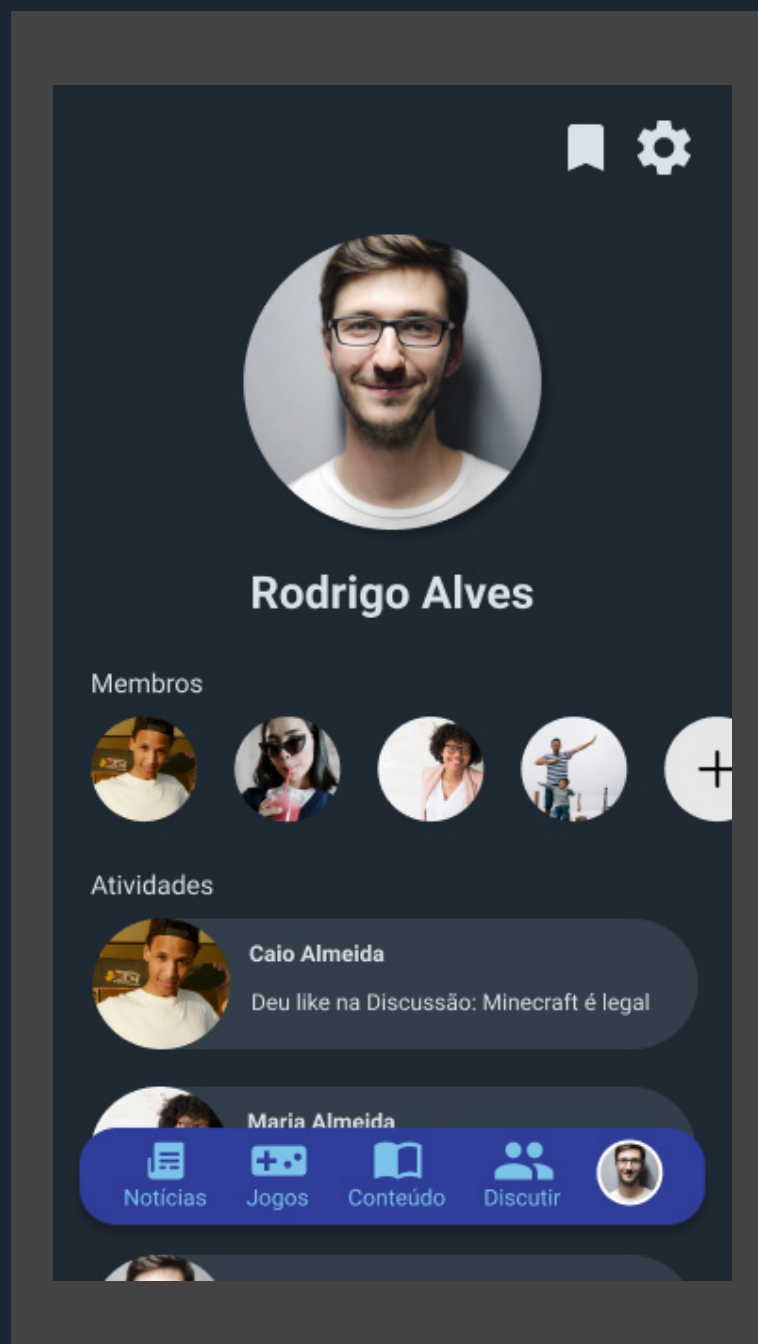 Rodrigo Alves
Membros
Atividades
Caio Almeida
Deu like na Discussão: Minecraft é legal
Maria Almeida
Notícias
Jogos
Conteúdo
Discutir